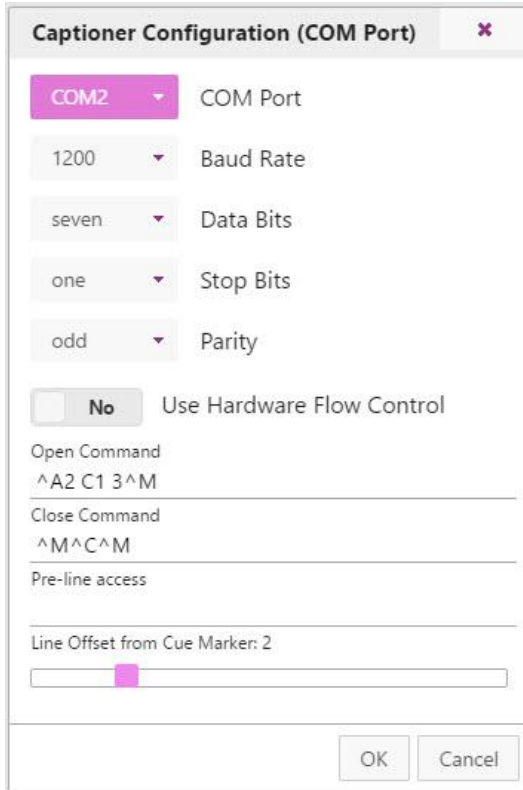 Captioner Configuration (COM Port)
COM2 COM Port
1200 Baud Rate
seven Data Bits
one Stop Bits
odd Parity
No Use Hardware Flow Control
Open Command
^A2 C1 3^M
Close Command
^M^C^M
Pre-line access
Line Offset from Cue Marker: 2
OK Cancel